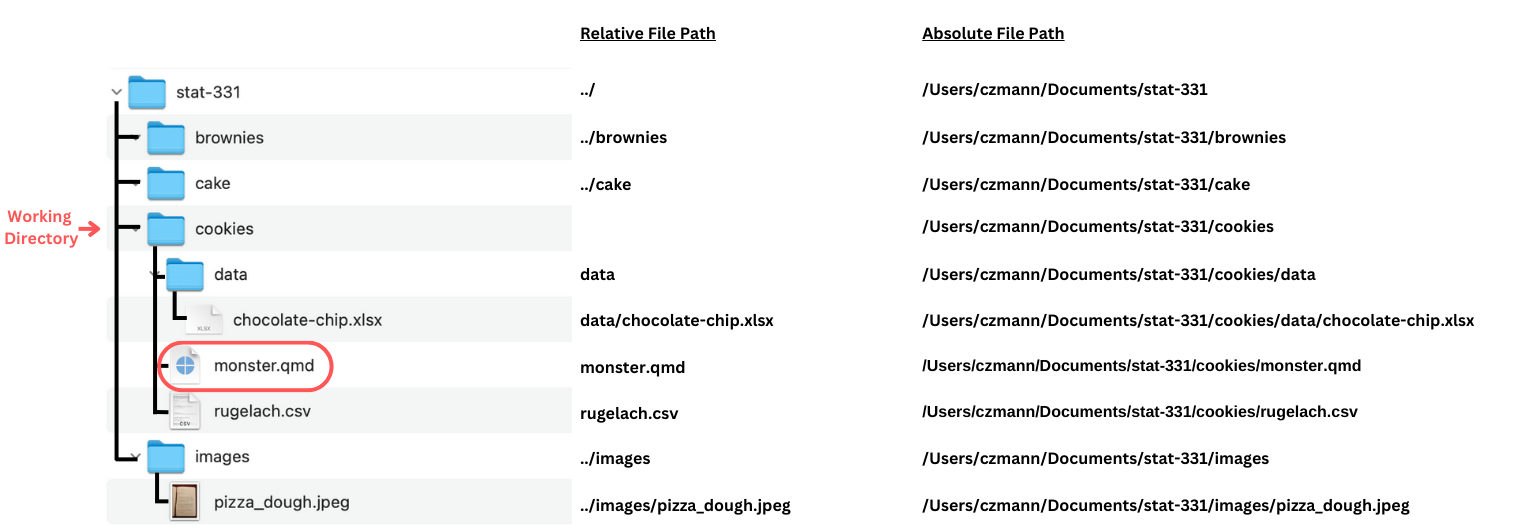 Relative File Path Absolute File Path
stat-331 ../ /Users/czmann/Documents/stat-331
brownies ../brownies /Users/czmann/Documents/stat-331/brownies
cake ../cake /Users/czmann/Documents/stat-331/cake
Working
Directory
cookies /Users/czmann/Documents/stat-331/cookies
data data /Users/czmann/Documents/stat-331/cookies/data
XLSX chocolate-chip.xlsx data/chocolate-chip.xlsx /Users/czmann/Documents/stat-331/cookies/data/chocolate-chip.xlsx
monster.qmd monster.qmd /Users/czmann/Documents/stat-331/cookies/monster.qmd
CSV rugelach.csv rugelach.csv /Users/czmann/Documents/stat-331/cookies/rugelach.csv
images ../images /Users/czmann/Documents/stat-331/images
pizza_dough.jpeg ../images/pizza_dough.jpeg /Users/czmann/Documents/stat-331/images/pizza_dough.jpeg